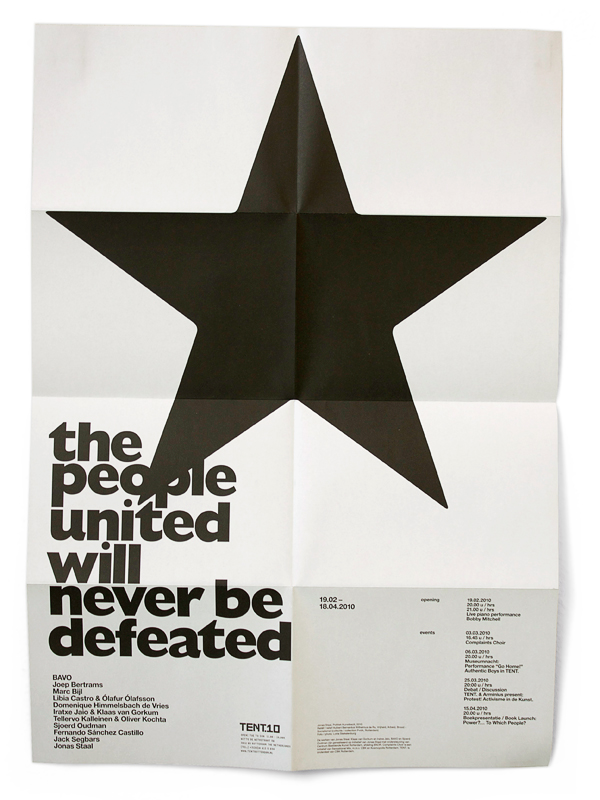 the
people
united
will
never be
defeated
BAVO
Joep Bertrams
Marc Bijl
Libia Castro & Ólafur Ólafsson
Domenique Himmelsbach de Vries
Iratxe Jaio & Klaas van Gorkum
Tellervo Kalleinen & Oliver Kochta
Sjoerd Oudman
Fernando Sánchez Castillo
Jack Segbars
Jonas Staal
TENT.10
19.02 –
18.04.2010
opening
19.02.2010
20.00 u / hrs
21.00 u / hrs
Live piano performance
Bobby Mitchell
events
03.03.2010
16.45 u / hrs
Complaints Choir
06.03.2010
20.00 u / hrs
Museumnacht:
Performance "Go Home!"
Authentic Boys in TENT.
25.03.2010
20:00 u / hrs
Debat / Discussion
TENT. & Arminius present:
Protest! Activisme in de Kunst.
15.04.2010
20.00 u / hrs
Boekpresentatie / Book Launch:
Power?... To Which People?